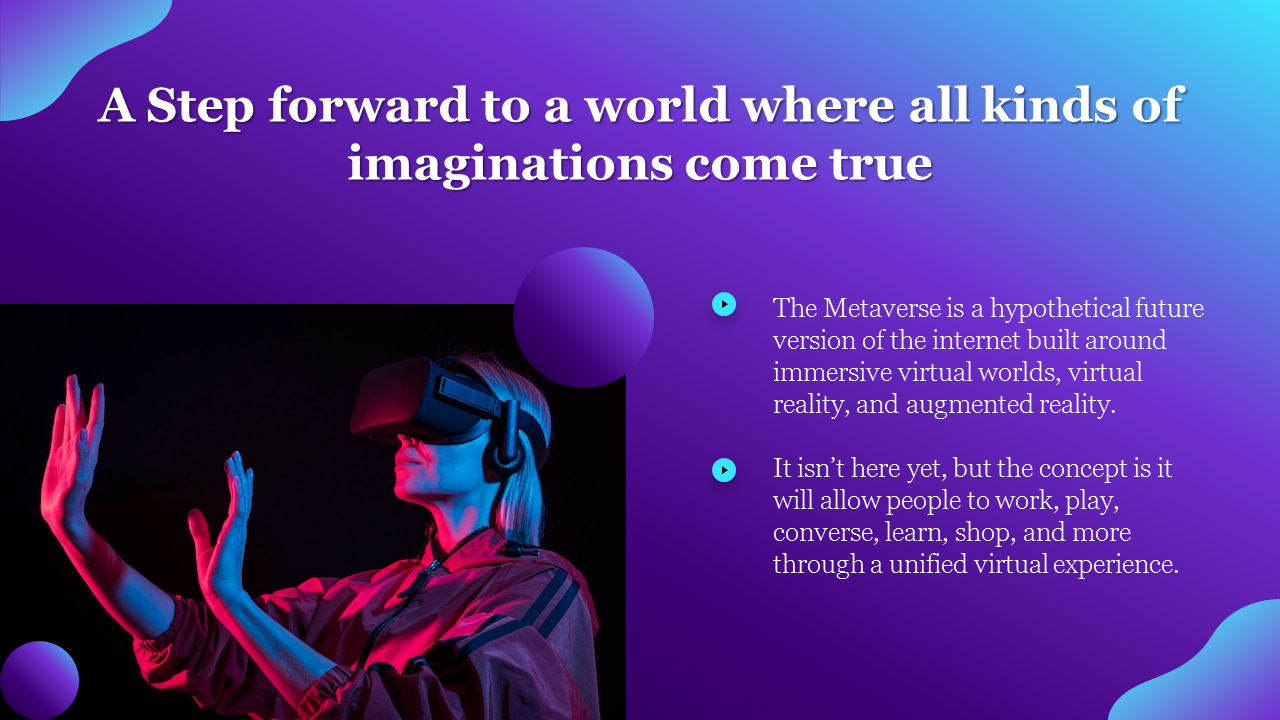 A Step forward to a world where all kinds of
imaginations come true
The Metaverse is a hypothetical future
version of the internet built around
immersive virtual worlds, virtual
reality, and augmented reality.
It isn’t here yet, but the concept is it
will allow people to work, play,
converse, learn, shop, and more
through a unified virtual experience.